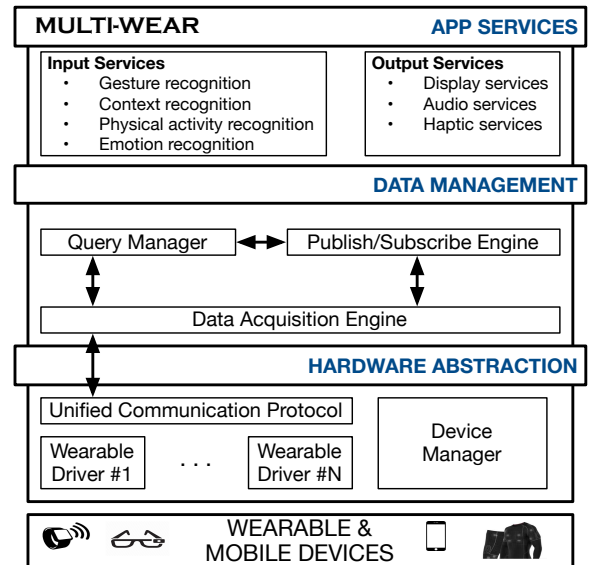 MULTI-WEAR
APP SERVICES
Input Services
• Gesture recognition
• Context recognition
• Physical activity recognition
• Emotion recognition
Output Services
• Display services
• Audio services
• Haptic services
DATA MANAGEMENT
Query Manager
Publish/Subscribe Engine
Data Acquisition Engine
HARDWARE ABSTRACTION
Unified Communication Protocol
Wearable
Driver #1
. . .
Wearable
Driver #N
Device
Manager
WEARABLE &
MOBILE DEVICES